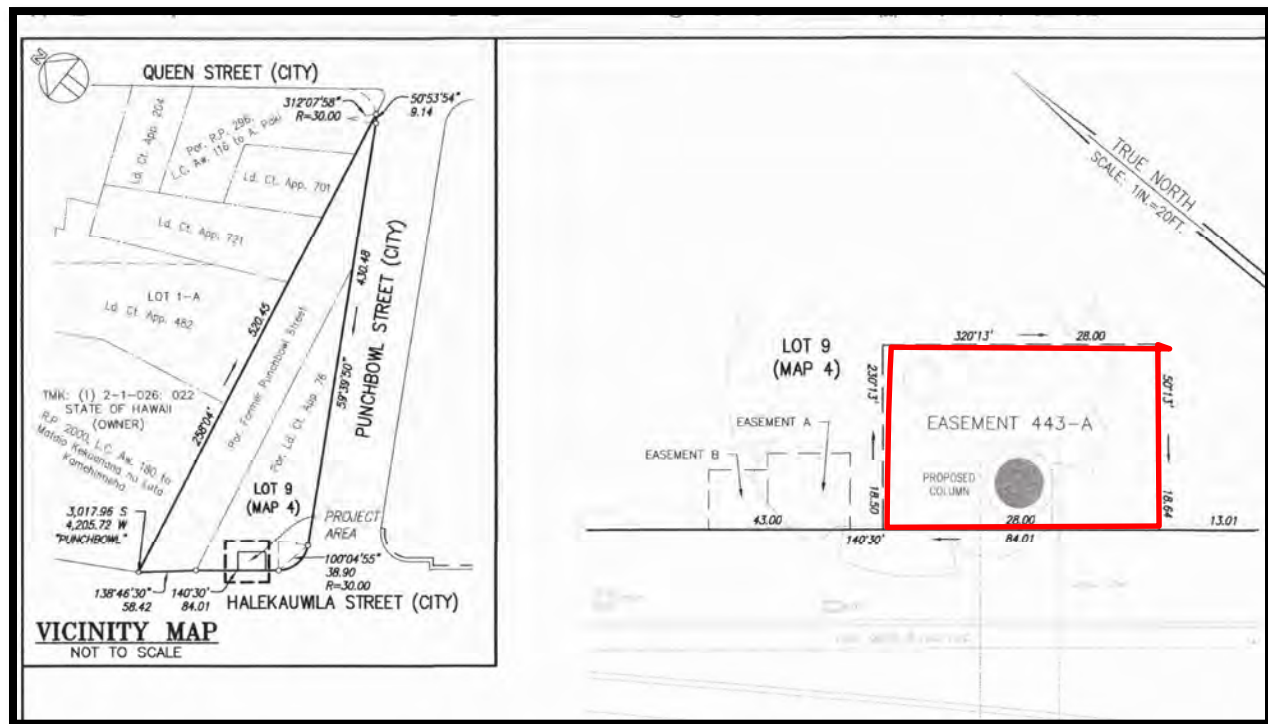 N
QUEEN STREET (CITY)
312°07'58"
R=30.00
50°53'54"
9.14
Ld. Ct. App. 204
Por. R.P. 296,
L.C. Aw. 116 to A. Paki
Ld. Ct. App. 701
Ld. Ct. App. 721
LOT 1-A
Ld. Ct. App. 482
520.45
258°04'
Por. Former Punchbowl Street
Por. Ld. Ct. App. 76
430.48
59°39'50"
PUNCHBOWL STREET (CITY)
TMK: (1) 2-1-026: 022
STATE OF HAWAII
(OWNER)
R.P. 2000, L.C. Aw. 180 to
Mataio Kekuanaoa no Luta
Kamehameha
LOT 9
(MAP 4)
PROJECT
AREA
3,017.96 S
4,205.72 W
"PUNCHBOWL"
100°04'55"
38.90
R=30.00
138°46'30"
58.42
140°30'
84.01
HALEKAUWILA STREET (CITY)
VICINITY MAP
NOT TO SCALE
TRUE NORTH
SCALE: 1IN.=20FT.
LOT 9
(MAP 4)
320°13'
28.00
230°13'
18.50
50°13'
18.64
EASEMENT 443-A
EASEMENT A
EASEMENT B
PROPOSED
COLUMN
43.00
28.00
13.01
140°30'
84.01